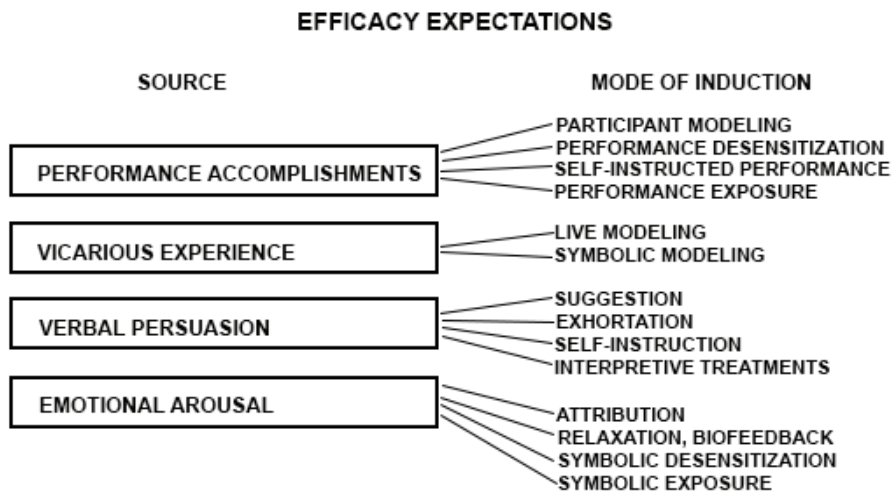 EFFICACY EXPECTATIONS
SOURCE
MODE OF INDUCTION
PERFORMANCE ACCOMPLISHMENTS
PARTICIPANT MODELING
PERFORMANCE DESENSITIZATION
SELF-INSTRUCTED PERFORMANCE
PERFORMANCE EXPOSURE
VICARIOUS EXPERIENCE
LIVE MODELING
SYMBOLIC MODELING
VERBAL PERSUASION
SUGGESTION
EXHORTATION
SELF-INSTRUCTION
INTERPRETIVE TREATMENTS
EMOTIONAL AROUSAL
ATTRIBUTION
RELAXATION, BIOFEEDBACK
SYMBOLIC DESENSITIZATION
SYMBOLIC EXPOSURE